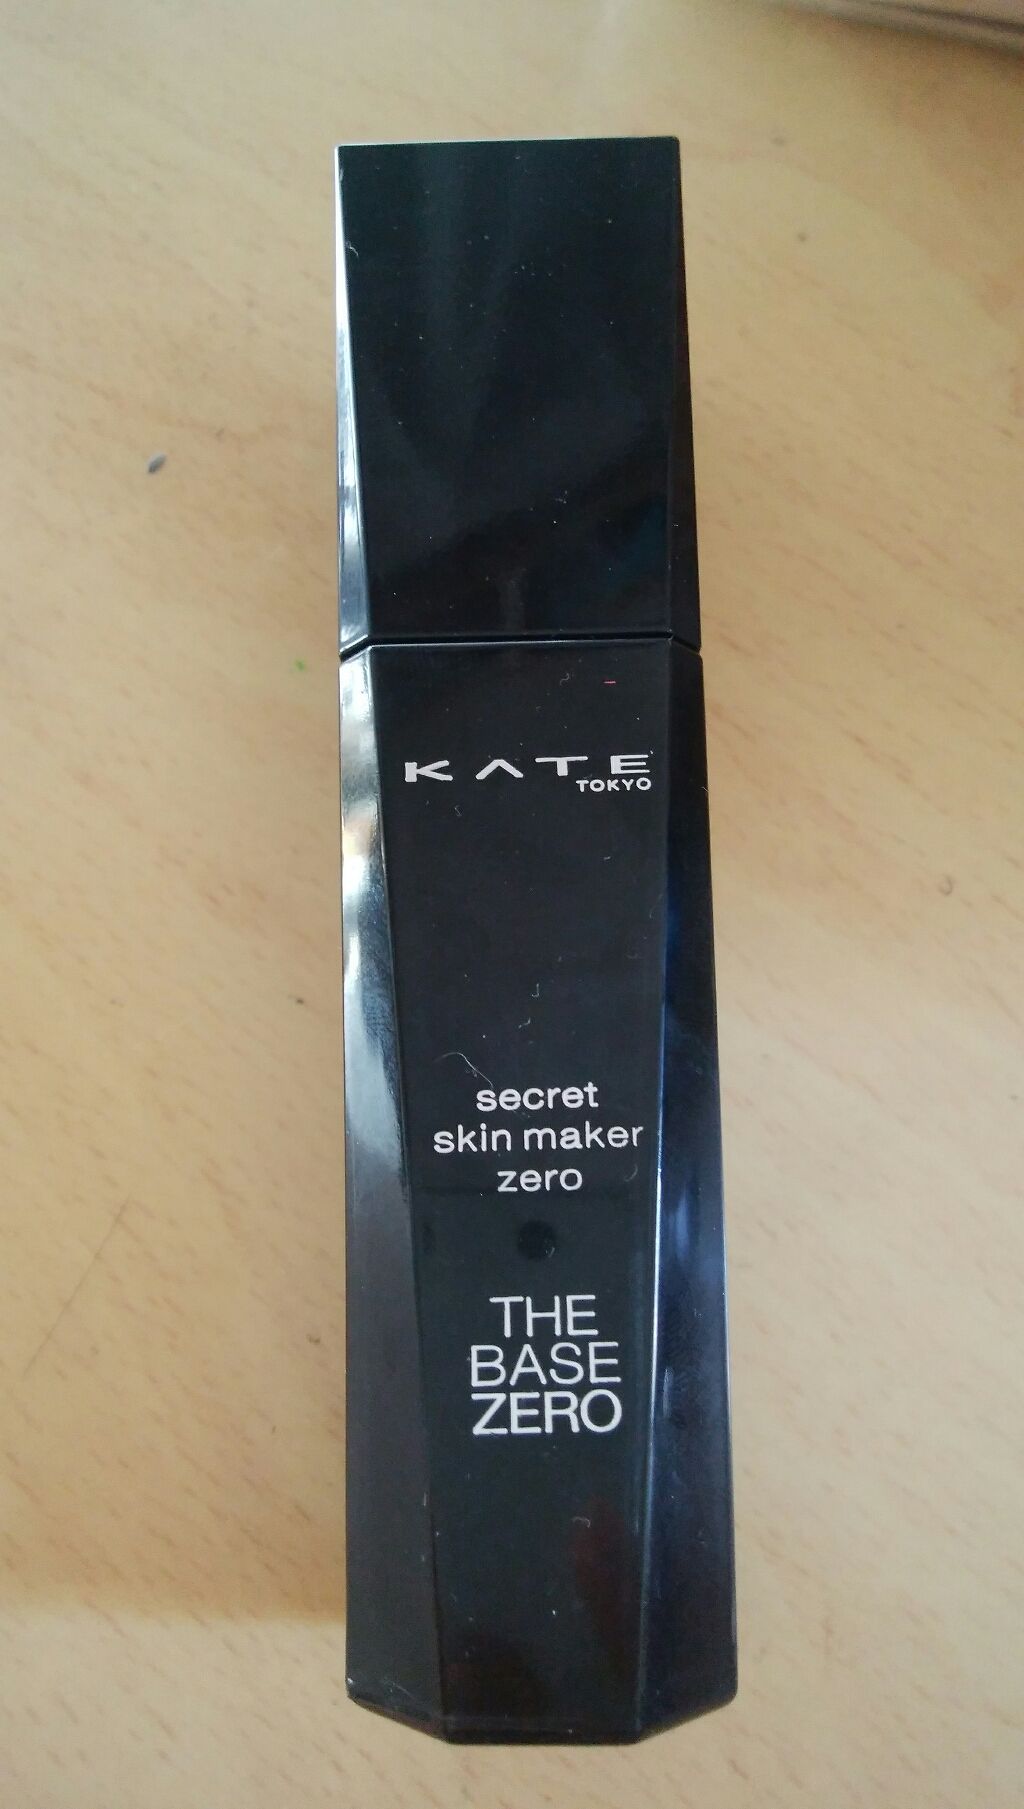 KATE
TOKYO
secret
skin maker
zero
THE
BASE
ZERO